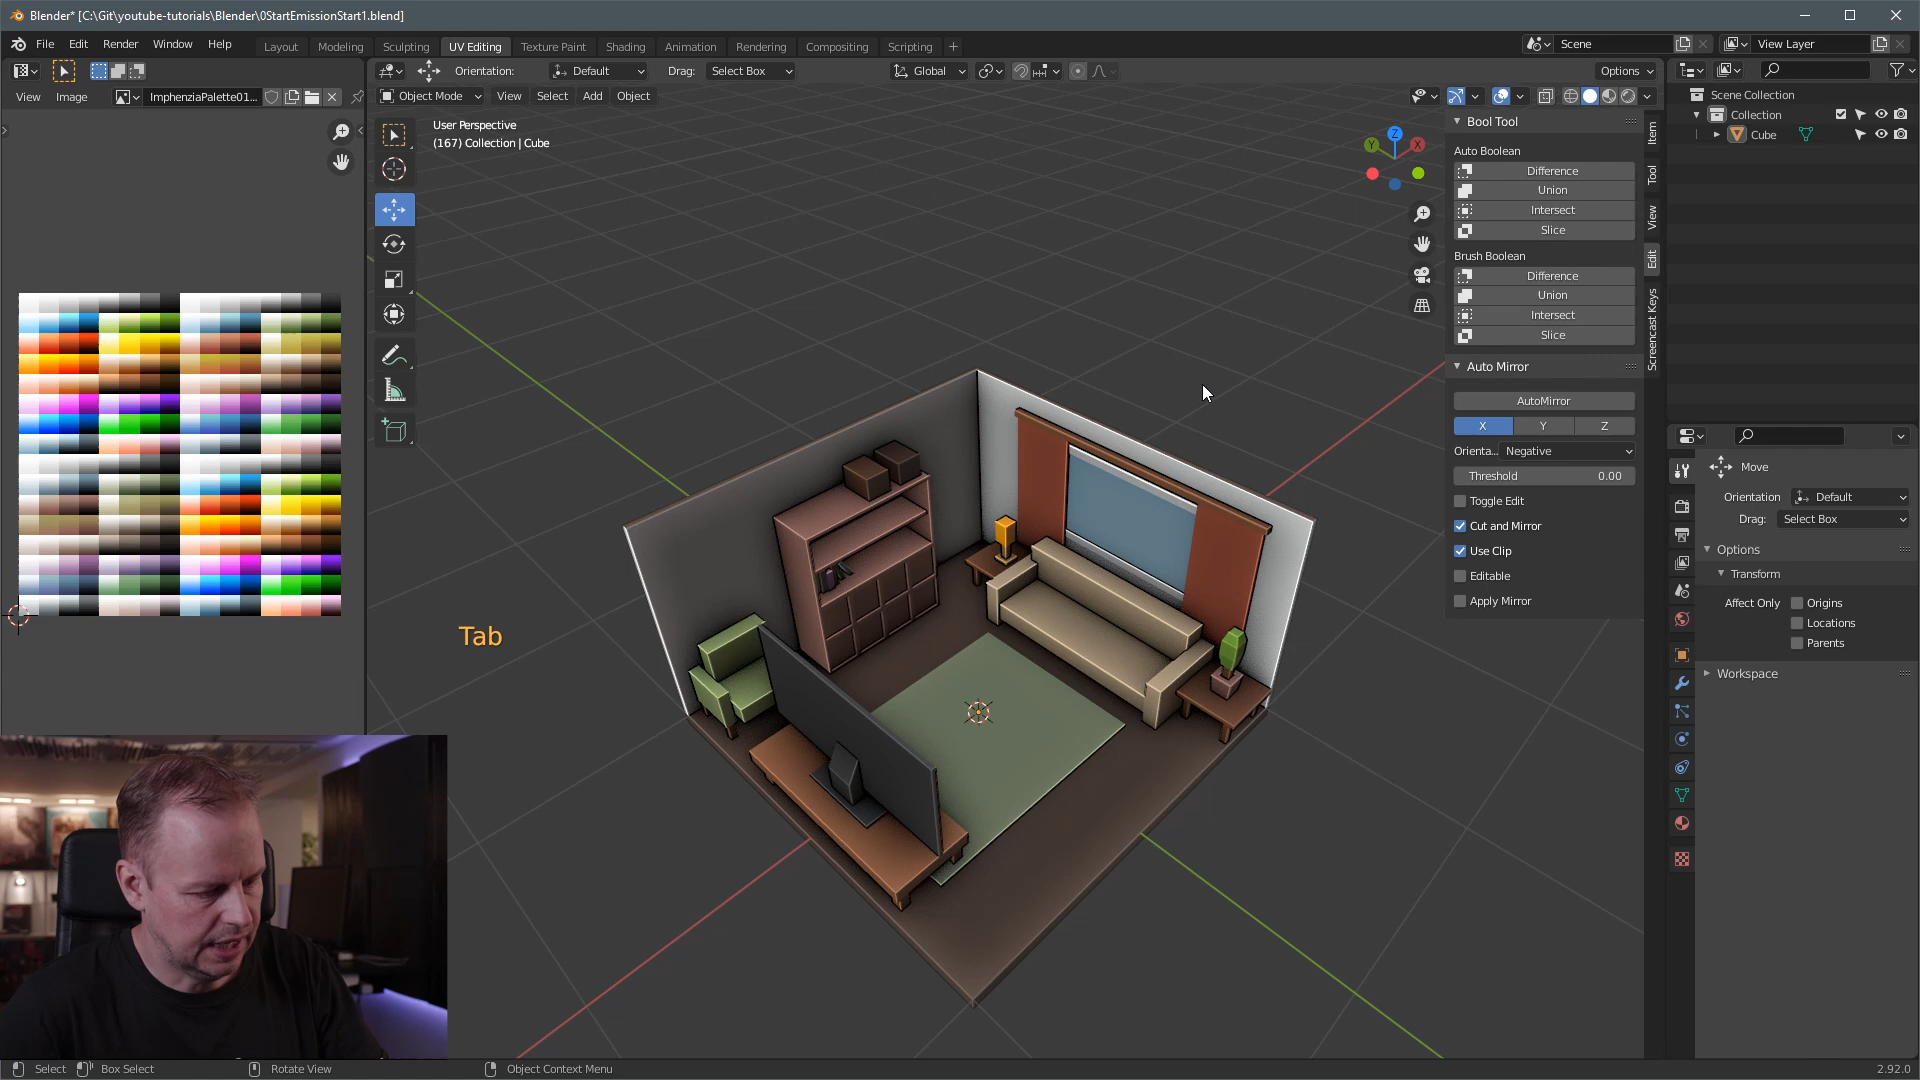 Blender* [C:\Git\youtube-tutorials\Blender\0StartEmissionStart1.blend]
File Edit Render Window Help
Layout Modeling Sculpting UV Editing Texture Paint Shading Animation Rendering Compositing Scripting +
Scene View Layer
Orientation: Default Drag: Select Box Global Options
View Image ImphenziaPalette01...
Object Mode View Select Add Object
User Perspective
(167) Collection | Cube
Z
Y X
Bool Tool
Auto Boolean
Difference
Union
Intersect
Slice
Brush Boolean
Difference
Union
Intersect
Slice
Auto Mirror
AutoMirror
X Y Z
Orienta... Negative
Threshold 0.00
Toggle Edit
Cut and Mirror
Use Clip
Editable
Apply Mirror
Item
Tool
View
Edit
Screencast Keys
Scene Collection
Collection
Cube
Move
Orientation Default
Drag: Select Box
Options
Transform
Affect Only Origins
Locations
Parents
Workspace
Tab
Select Box Select Rotate View Object Context Menu 2.92.0